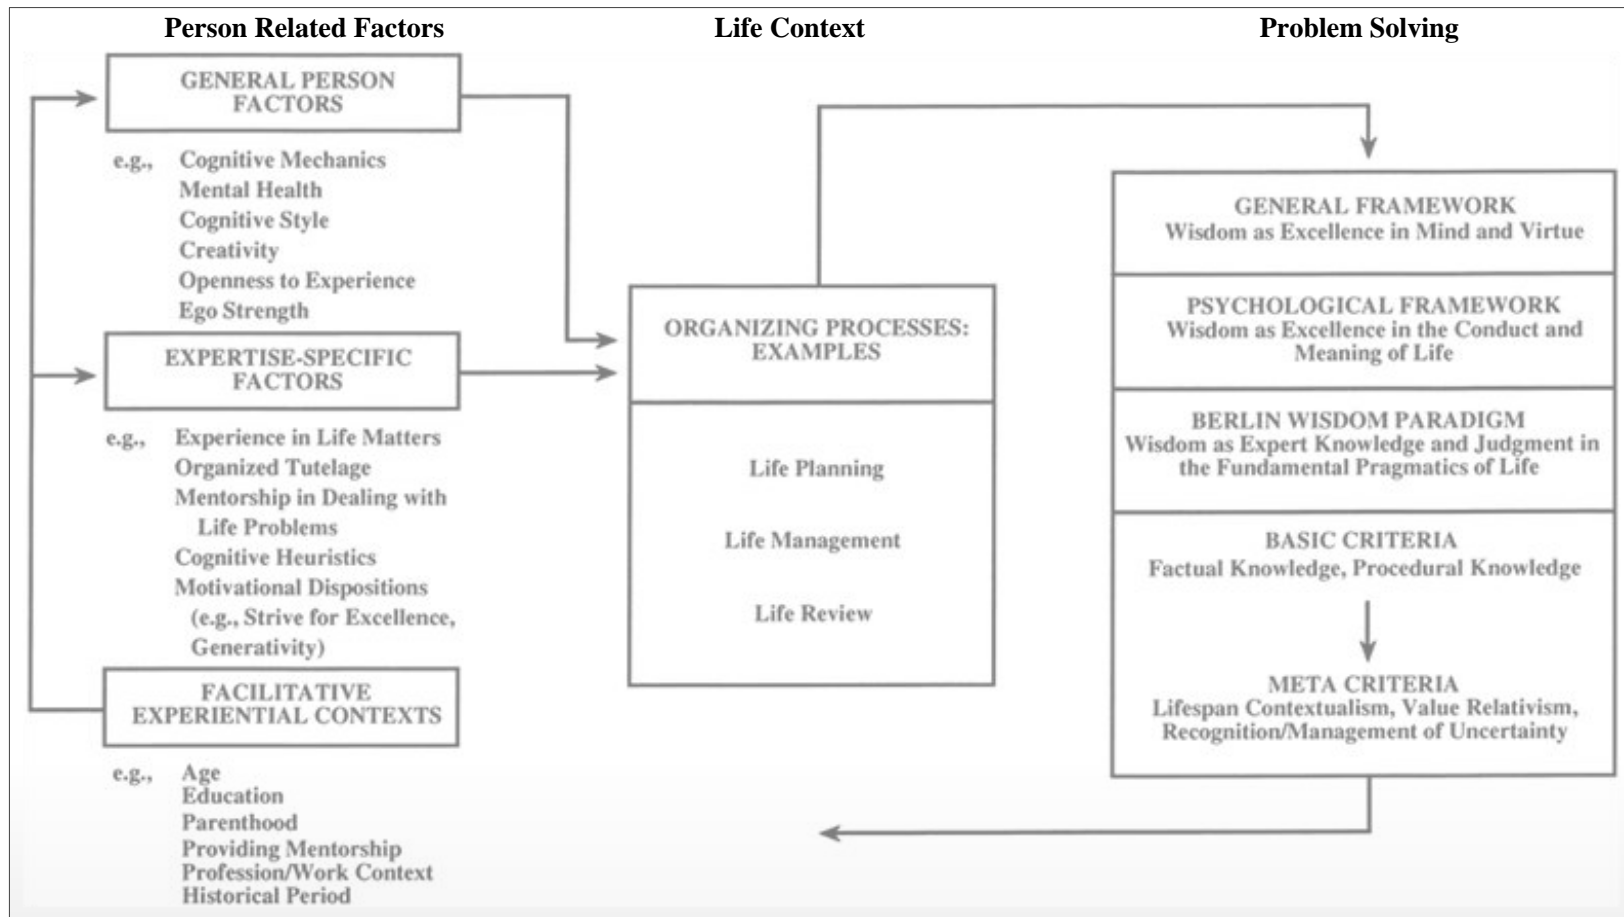 Person Related Factors
Life Context
Problem Solving
GENERAL PERSON
FACTORS
e.g., Cognitive Mechanics
Mental Health
Cognitive Style
Creativity
Openness to Experience
Ego Strength
EXPERTISE-SPECIFIC
FACTORS
e.g., Experience in Life Matters
Organized Tutelage
Mentorship in Dealing with
Life Problems
Cognitive Heuristics
Motivational Dispositions
(e.g., Strive for Excellence,
Generativity)
FACILITATIVE
EXPERIENTIAL CONTEXTS
e.g., Age
Education
Parenthood
Providing Mentorship
Profession/Work Context
Historical Period
ORGANIZING PROCESSES:
EXAMPLES
Life Planning
Life Management
Life Review
GENERAL FRAMEWORK
Wisdom as Excellence in Mind and Virtue
PSYCHOLOGICAL FRAMEWORK
Wisdom as Excellence in the Conduct and
Meaning of Life
BERLIN WISDOM PARADIGM
Wisdom as Expert Knowledge and Judgment in
the Fundamental Pragmatics of Life
BASIC CRITERIA
Factual Knowledge, Procedural Knowledge
META CRITERIA
Lifespan Contextualism, Value Relativism,
Recognition/Management of Uncertainty